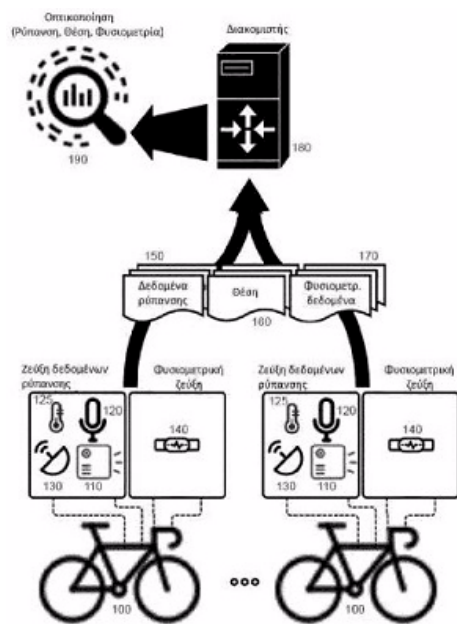 Οπτικοποίηση
(Ρύπανση, Θέση, Φυσιομετρία)
190
Διακομιστής
180
150
170
Δεδομένα
ρύπανσης
Θέση
Φυσιομετρ.
δεδομένα
160
Ζεύξη δεδομένων
ρύπανσης
125
120
130
110
Φυσιομετρική
ζεύξη
140
100
Ζεύξη δεδομένων
ρύπανσης
125
120
130
110
Φυσιομετρική
ζεύξη
140
100